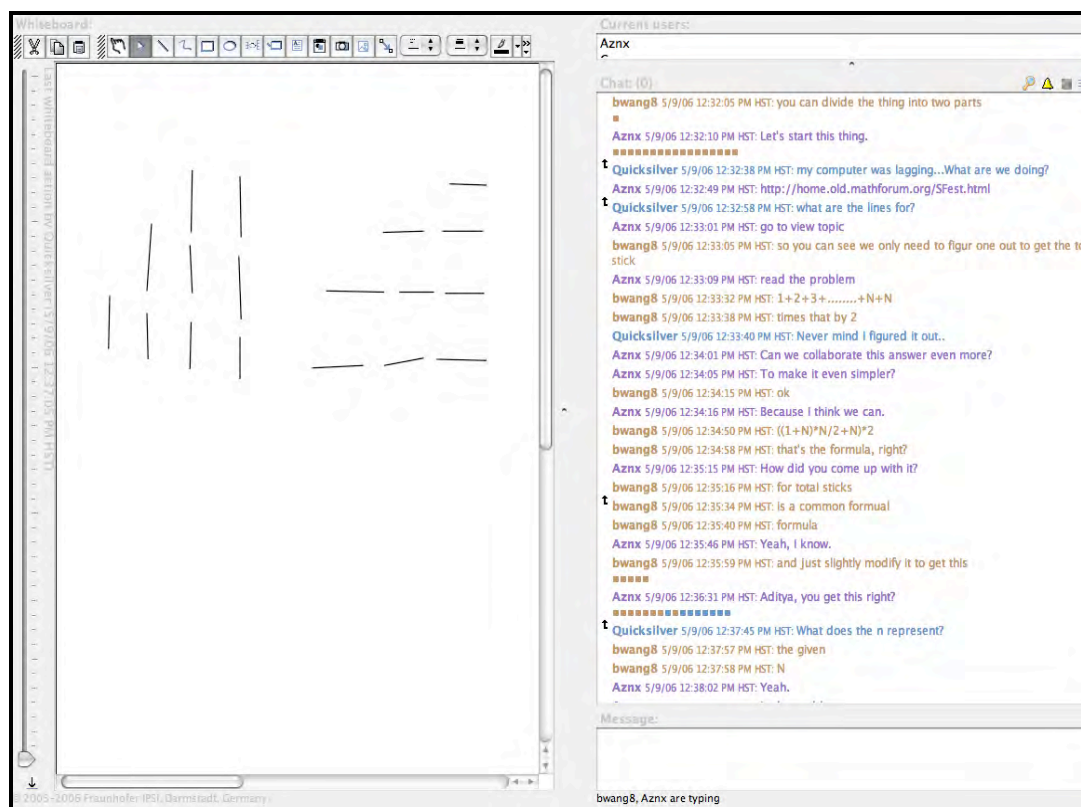 Whiteboard:
Last whiteboard action by Quicksilver (5/9/06 12:37:05 PM HST)
© 2005-2006 Fraunhofer IPSI, Darmstadt, Germany
Current users:
Aznx
Chat: (0)
bwang8 5/9/06 12:32:05 PM HST: you can divide the thing into two parts
Aznx 5/9/06 12:32:10 PM HST: Let's start this thing.
Quicksilver 5/9/06 12:32:38 PM HST: my computer was lagging...What are we doing?
Aznx 5/9/06 12:32:49 PM HST: http://home.old.mathforum.org/SFest.html
Quicksilver 5/9/06 12:32:58 PM HST: what are the lines for?
Aznx 5/9/06 12:33:01 PM HST: go to view topic
bwang8 5/9/06 12:33:05 PM HST: so you can see we only need to figur one out to get the to
stick
Aznx 5/9/06 12:33:09 PM HST: read the problem
bwang8 5/9/06 12:33:32 PM HST: 1+2+3+........+N+N
bwang8 5/9/06 12:33:38 PM HST: times that by 2
Quicksilver 5/9/06 12:33:40 PM HST: Never mind I figured it out..
Aznx 5/9/06 12:34:01 PM HST: Can we collaborate this answer even more?
Aznx 5/9/06 12:34:05 PM HST: To make it even simpler?
bwang8 5/9/06 12:34:15 PM HST: ok
Aznx 5/9/06 12:34:16 PM HST: Because I think we can.
bwang8 5/9/06 12:34:50 PM HST: ((1+N)*N/2+N)*2
bwang8 5/9/06 12:34:58 PM HST: that's the formula, right?
Aznx 5/9/06 12:35:15 PM HST: How did you come up with it?
bwang8 5/9/06 12:35:16 PM HST: for total sticks
bwang8 5/9/06 12:35:34 PM HST: is a common formual
bwang8 5/9/06 12:35:40 PM HST: formula
Aznx 5/9/06 12:35:46 PM HST: Yeah, I know.
bwang8 5/9/06 12:35:59 PM HST: and just slightly modify it to get this
Aznx 5/9/06 12:36:31 PM HST: Aditya, you get this right?
Quicksilver 5/9/06 12:37:45 PM HST: What does the n represent?
bwang8 5/9/06 12:37:57 PM HST: the given
bwang8 5/9/06 12:37:58 PM HST: N
Aznx 5/9/06 12:38:02 PM HST: Yeah.
Message:
bwang8, Aznx are typing